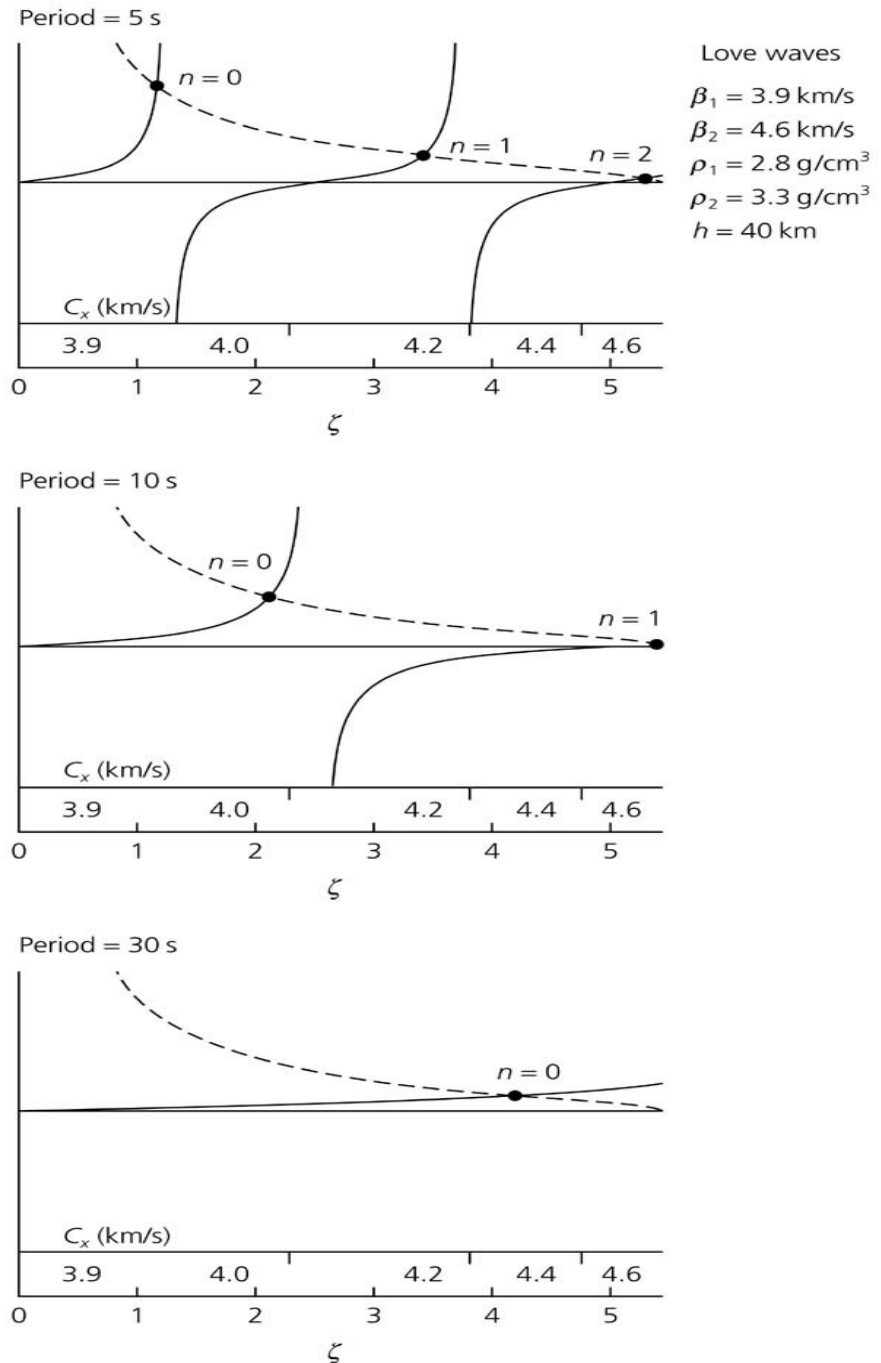 Period = 5 s
n = 0
n = 1
n = 2
C_x (km/s)
3.9 4.0 4.2 4.4 4.6
0 1 2 3 4 5
ζ
Love waves
β₁ = 3.9 km/s
β₂ = 4.6 km/s
ρ₁ = 2.8 g/cm³
ρ₂ = 3.3 g/cm³
h = 40 km
Period = 10 s
n = 0
n = 1
C_x (km/s)
3.9 4.0 4.2 4.4 4.6
0 1 2 3 4 5
ζ
Period = 30 s
n = 0
C_x (km/s)
3.9 4.0 4.2 4.4 4.6
0 1 2 3 4 5
ζ